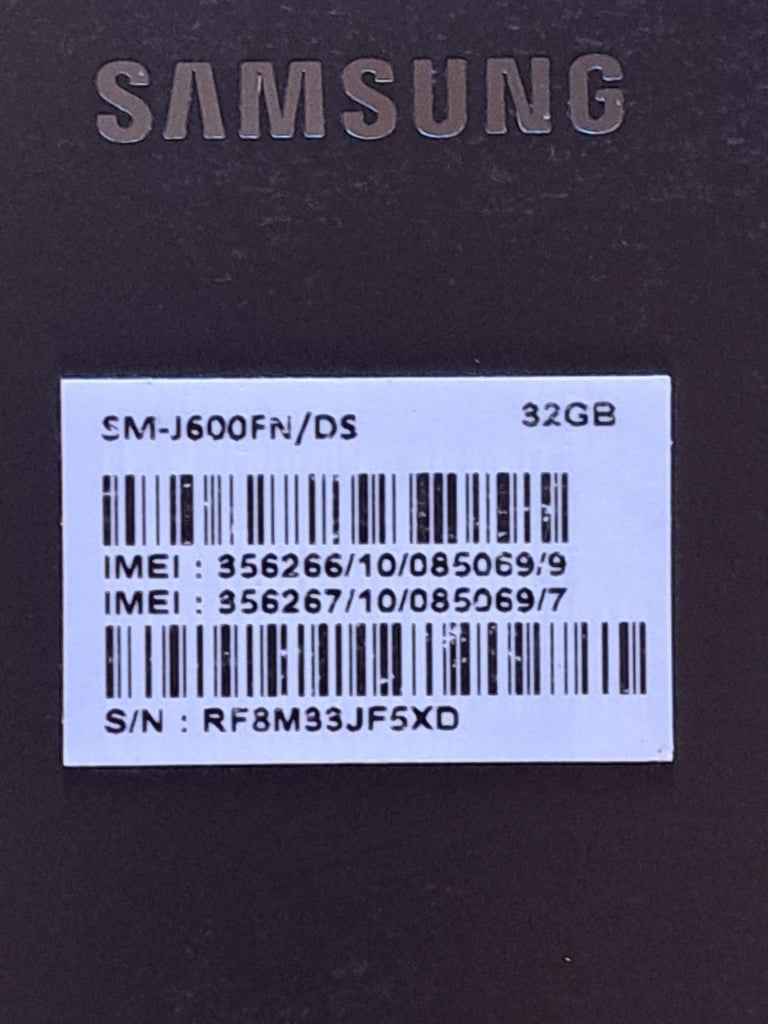 SAMSUNG
SM-J600FN/DS 32GB
IMEI : 356266/10/085069/9
IMEI : 356267/10/085069/7
S/N : RF8M33JF5XD